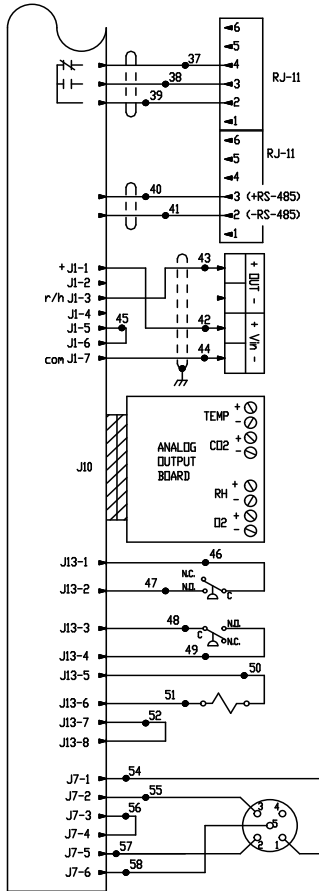 6
5
37
4
38
3
RJ-11
39
2
1
6
RJ-11
5
4
40
3 (+RS-485)
41
2 (-RS-485)
1
43
+ J1-1
+ OUT -
J1-2
r/h J1-3
J1-4
45
42
J1-5
+ Vin -
J1-6
44
com J1-7
TEMP + -
ANALOG
OUTPUT
BOARD
CO2 + -
J10
RH + -
O2 + -
46
J13-1
N.C.
47
N.O.
C
J13-2
48
N.O.
J13-3
C
N.C.
49
J13-4
50
J13-5
51
J13-6
52
J13-7
J13-8
54
J7-1
55
J7-2
3
4
56
J7-3
5
J7-4
57
2
1
J7-5
58
J7-6